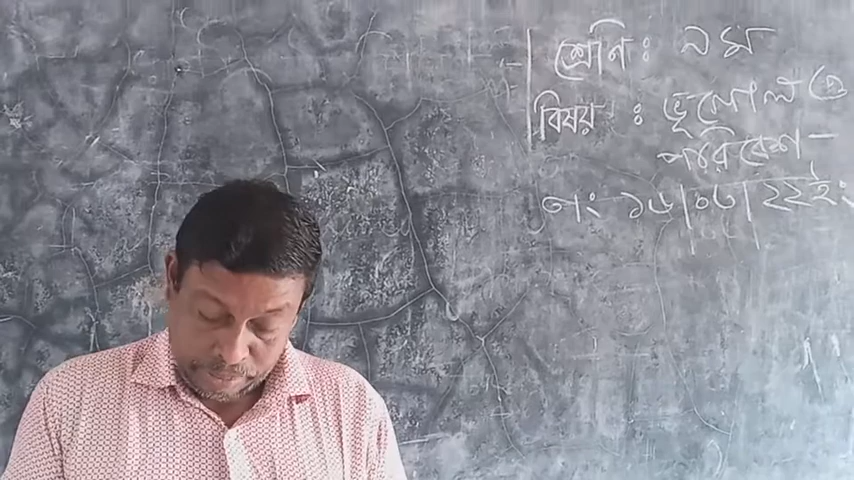 শ্রেণি : ৯ম
বিষয় : ভূগোল ও
পরিবেশ
তাং ১৬/০৬/২২ইং